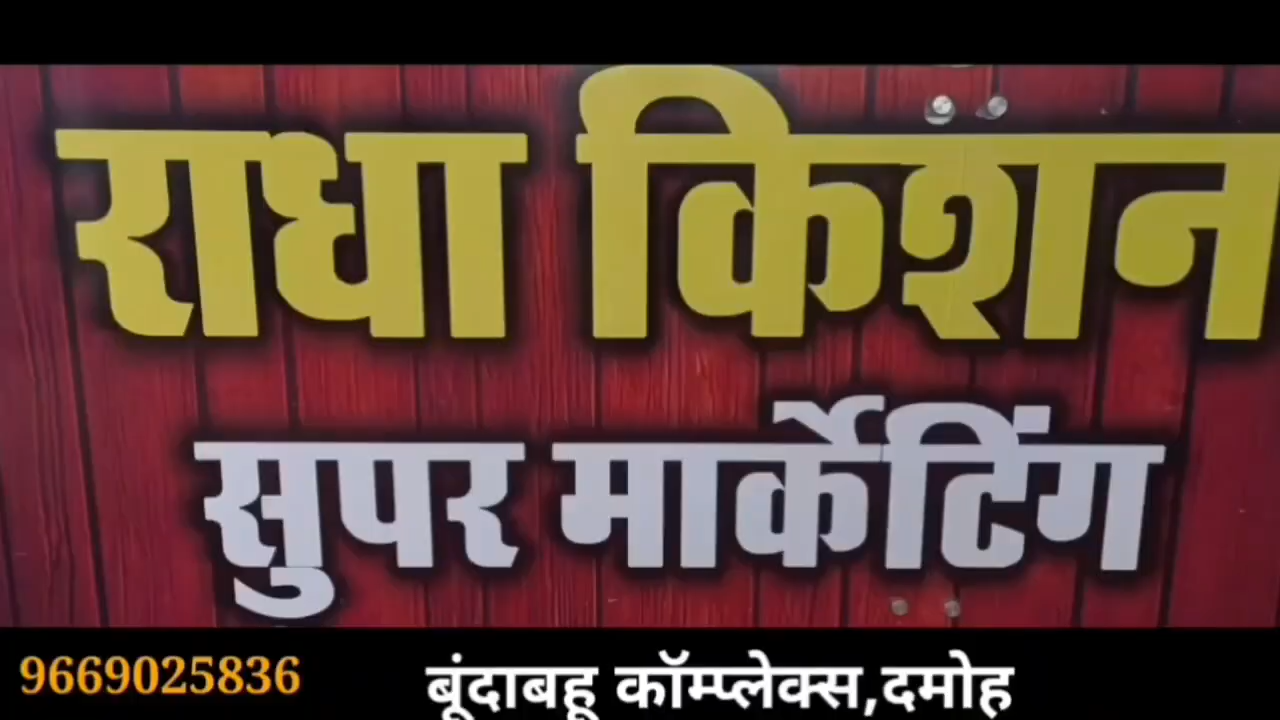 राधा किशन
सुपर मार्केटिंग
9669025836 बूंदाबहू कॉम्प्लेक्स,दमोह